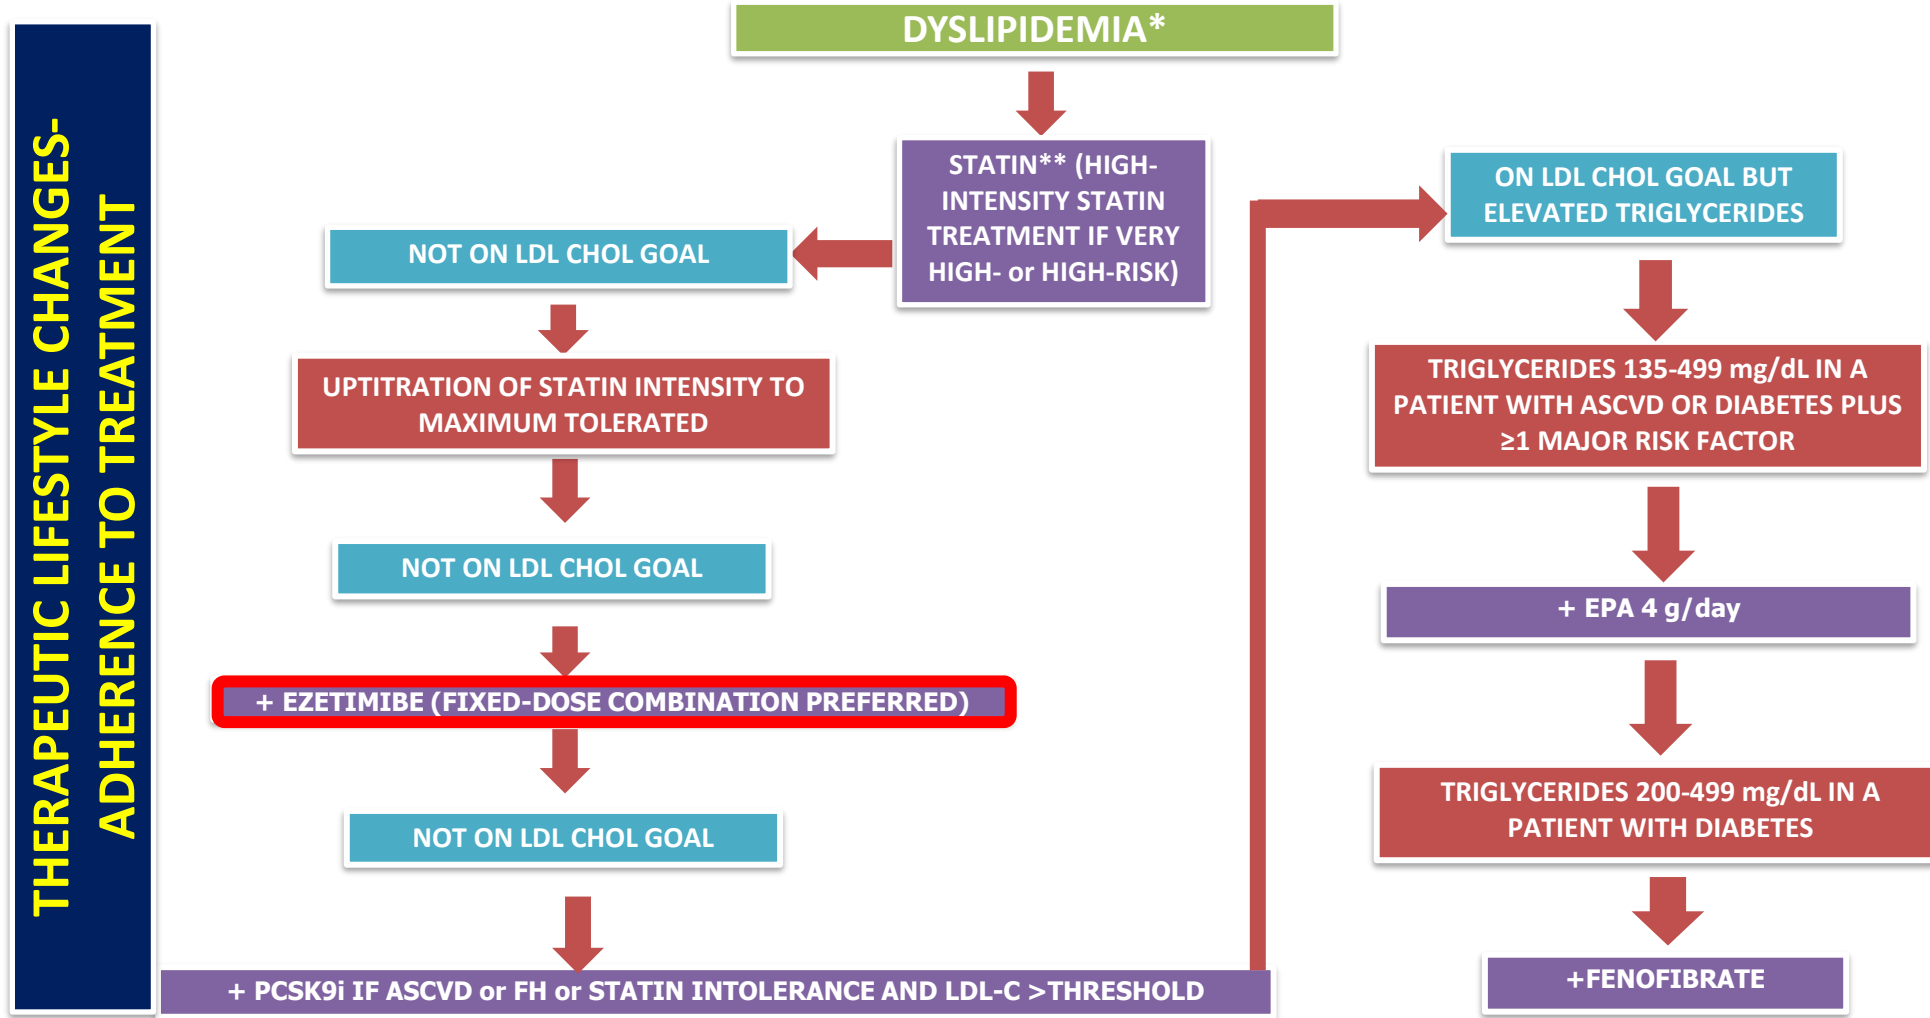 THERAPEUTIC LIFESTYLE CHANGES-
ADHERENCE TO TREATMENT
DYSLIPIDEMIA*
STATIN** (HIGH-
INTENSITY STATIN
TREATMENT IF VERY
HIGH- or HIGH-RISK)
NOT ON LDL CHOL GOAL
UPTITRATION OF STATIN INTENSITY TO
MAXIMUM TOLERATED
NOT ON LDL CHOL GOAL
+ EZETIMIBE (FIXED-DOSE COMBINATION PREFERRED)
NOT ON LDL CHOL GOAL
+ PCSK9i IF ASCVD or FH or STATIN INTOLERANCE AND LDL-C >THRESHOLD
ON LDL CHOL GOAL BUT
ELEVATED TRIGLYCERIDES
TRIGLYCERIDES 135-499 mg/dL IN A
PATIENT WITH ASCVD OR DIABETES PLUS
≥1 MAJOR RISK FACTOR
+ EPA 4 g/day
TRIGLYCERIDES 200-499 mg/dL IN A
PATIENT WITH DIABETES
+FENOFIBRATE